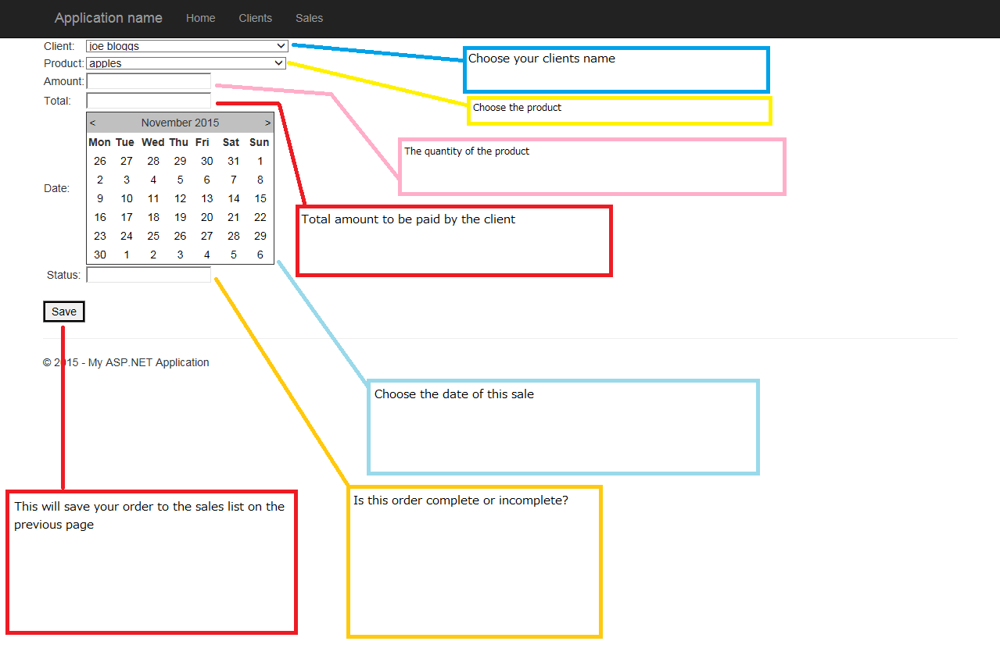 Application name Home Clients Sales
Client: joe bloggs
Choose your clients name
Product: apples
Amount:
Total:
Choose the product
< November 2015 >
Mon Tue Wed Thu Fri Sat Sun
26 27 28 29 30 31 1
2 3 4 5 6 7 8
Date:
9 10 11 12 13 14 15
16 17 18 19 20 21 22
23 24 25 26 27 28 29
30 1 2 3 4 5 6
The quantity of the product
Total amount to be paid by the client
Status:
Save
© 2015 - My ASP.NET Application
Choose the date of this sale
Is this order complete or incomplete?
This will save your order to the sales list on the
previous page